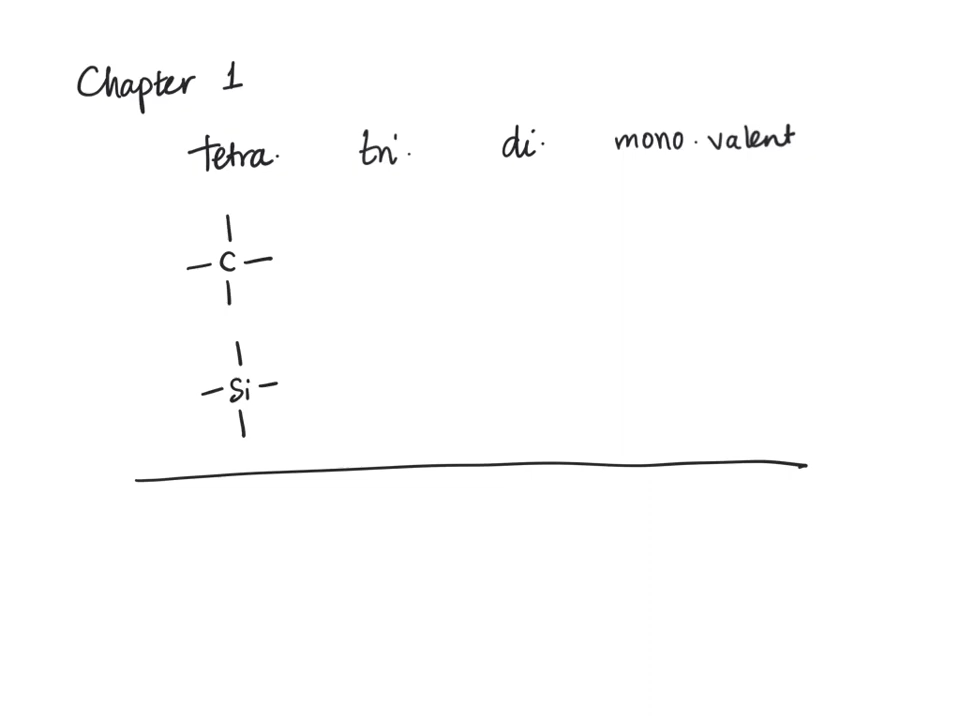 Chapter 1
tetra. tri. di. mono. valent
C
Si